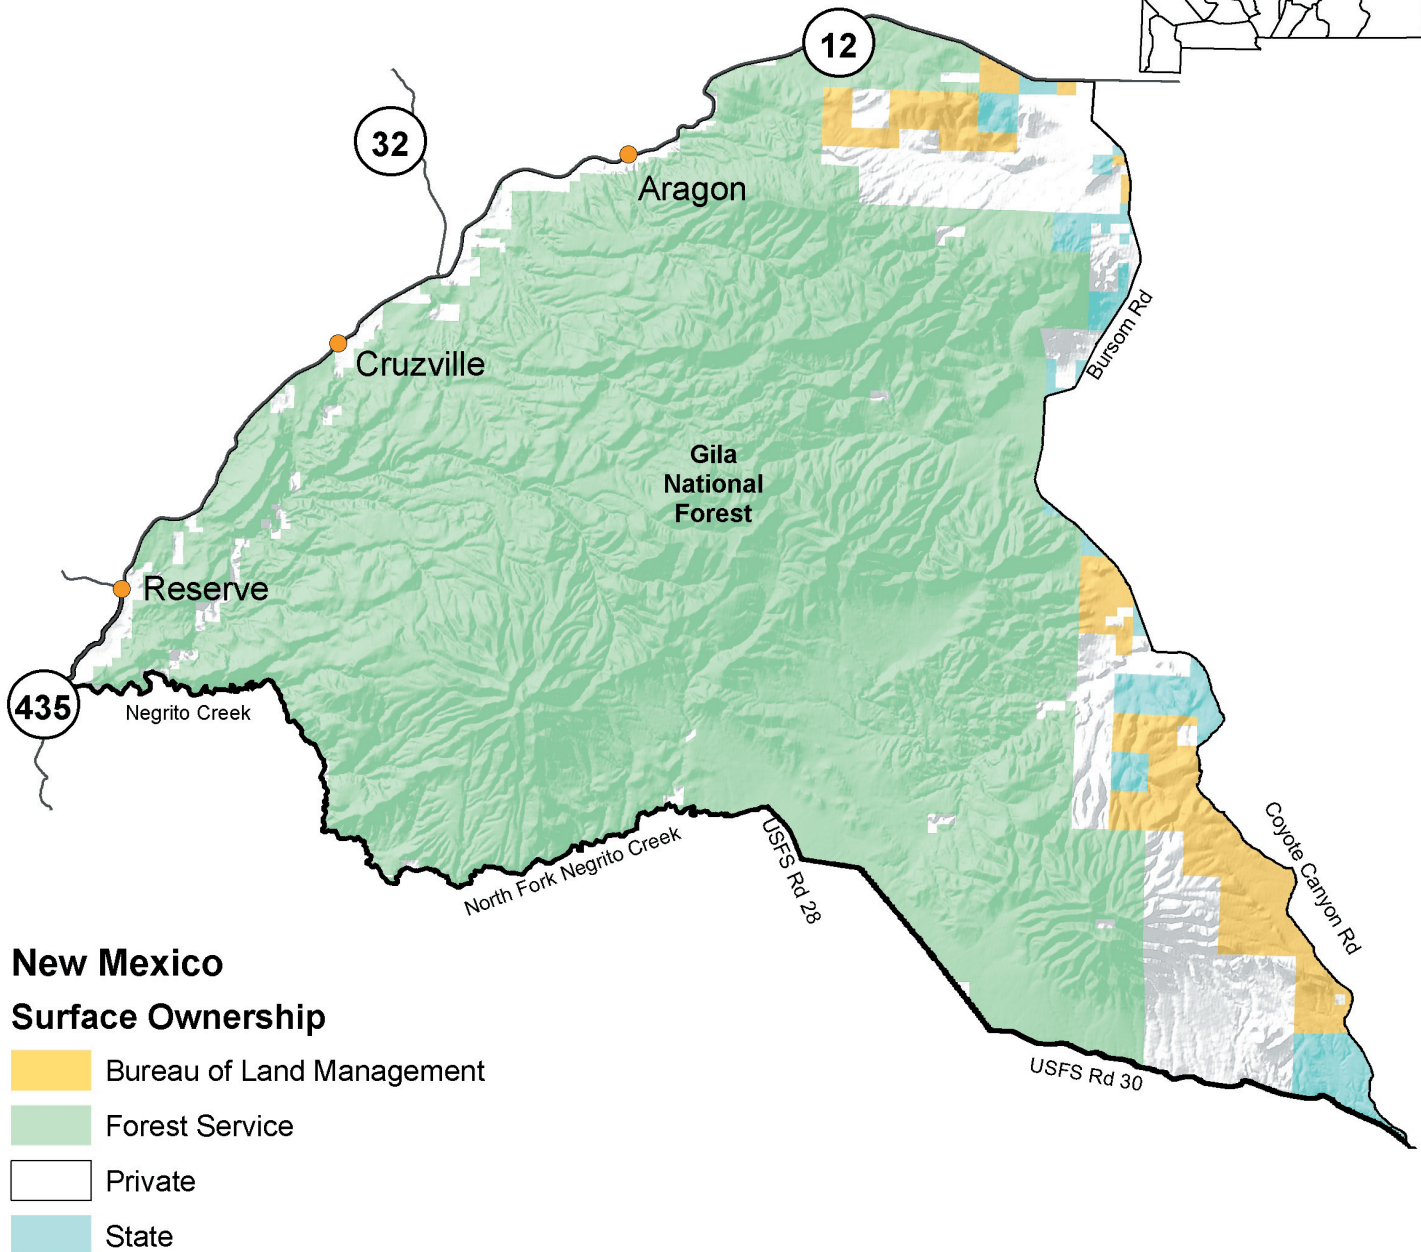 12
32
Aragon
Bursom Rd
Cruzville
Gila
National
Forest
Reserve
435
Negrito Creek
North Fork Negrito Creek
USFS Rd 28
Coyote Canyon Rd
USFS Rd 30
New Mexico
Surface Ownership
Bureau of Land Management
Forest Service
Private
State